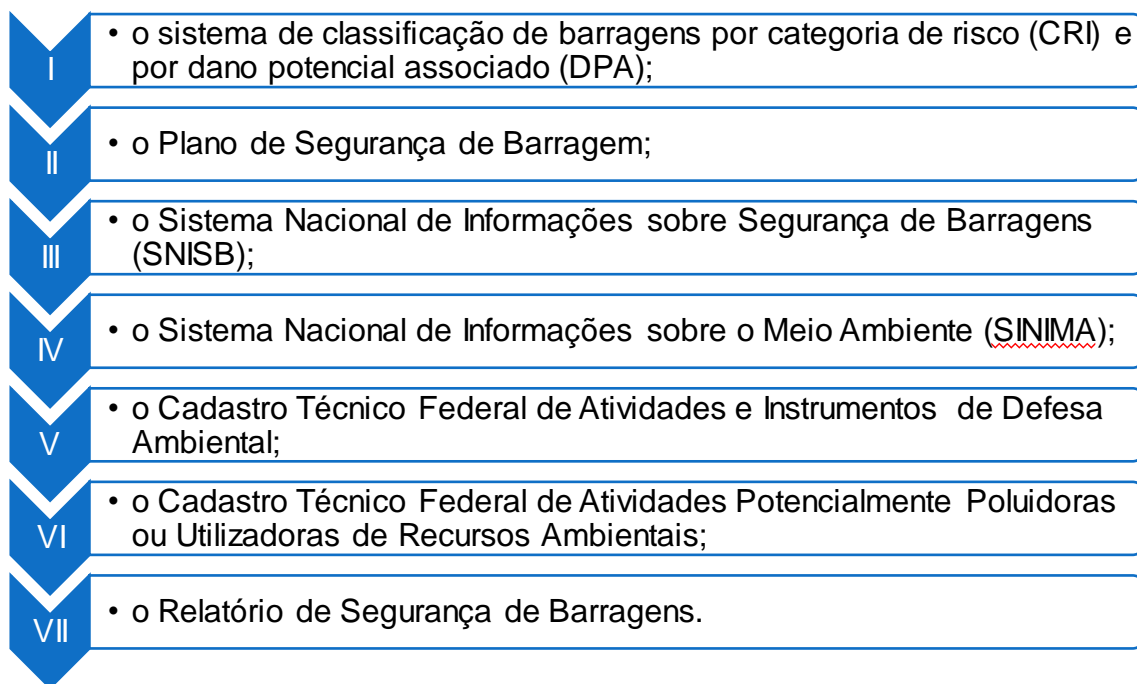 I
• o sistema de classificação de barragens por categoria de risco (CRI) e
por dano potencial associado (DPA);
II
• o Plano de Segurança de Barragem;
III
• o Sistema Nacional de Informações sobre Segurança de Barragens
(SNISB);
IV
• o Sistema Nacional de Informações sobre o Meio Ambiente (SINIMA);
V
• o Cadastro Técnico Federal de Atividades e Instrumentos de Defesa
Ambiental;
VI
• o Cadastro Técnico Federal de Atividades Potencialmente Poluidoras
ou Utilizadoras de Recursos Ambientais;
VII
• o Relatório de Segurança de Barragens.